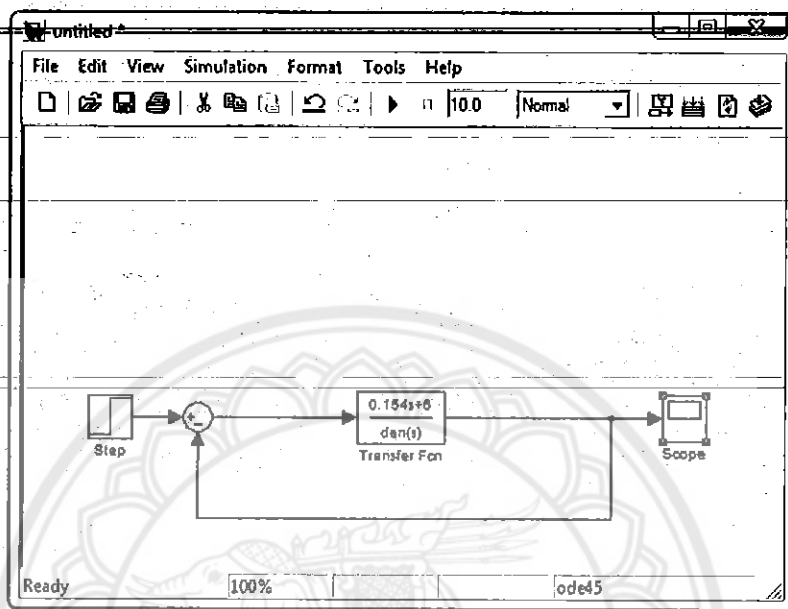 untitled *
File Edit View Simulation Format Tools Help
10.0 Normal
0.154s+6
den(s)
Step
Transfer Fcn
Scope
Ready 100% ode45